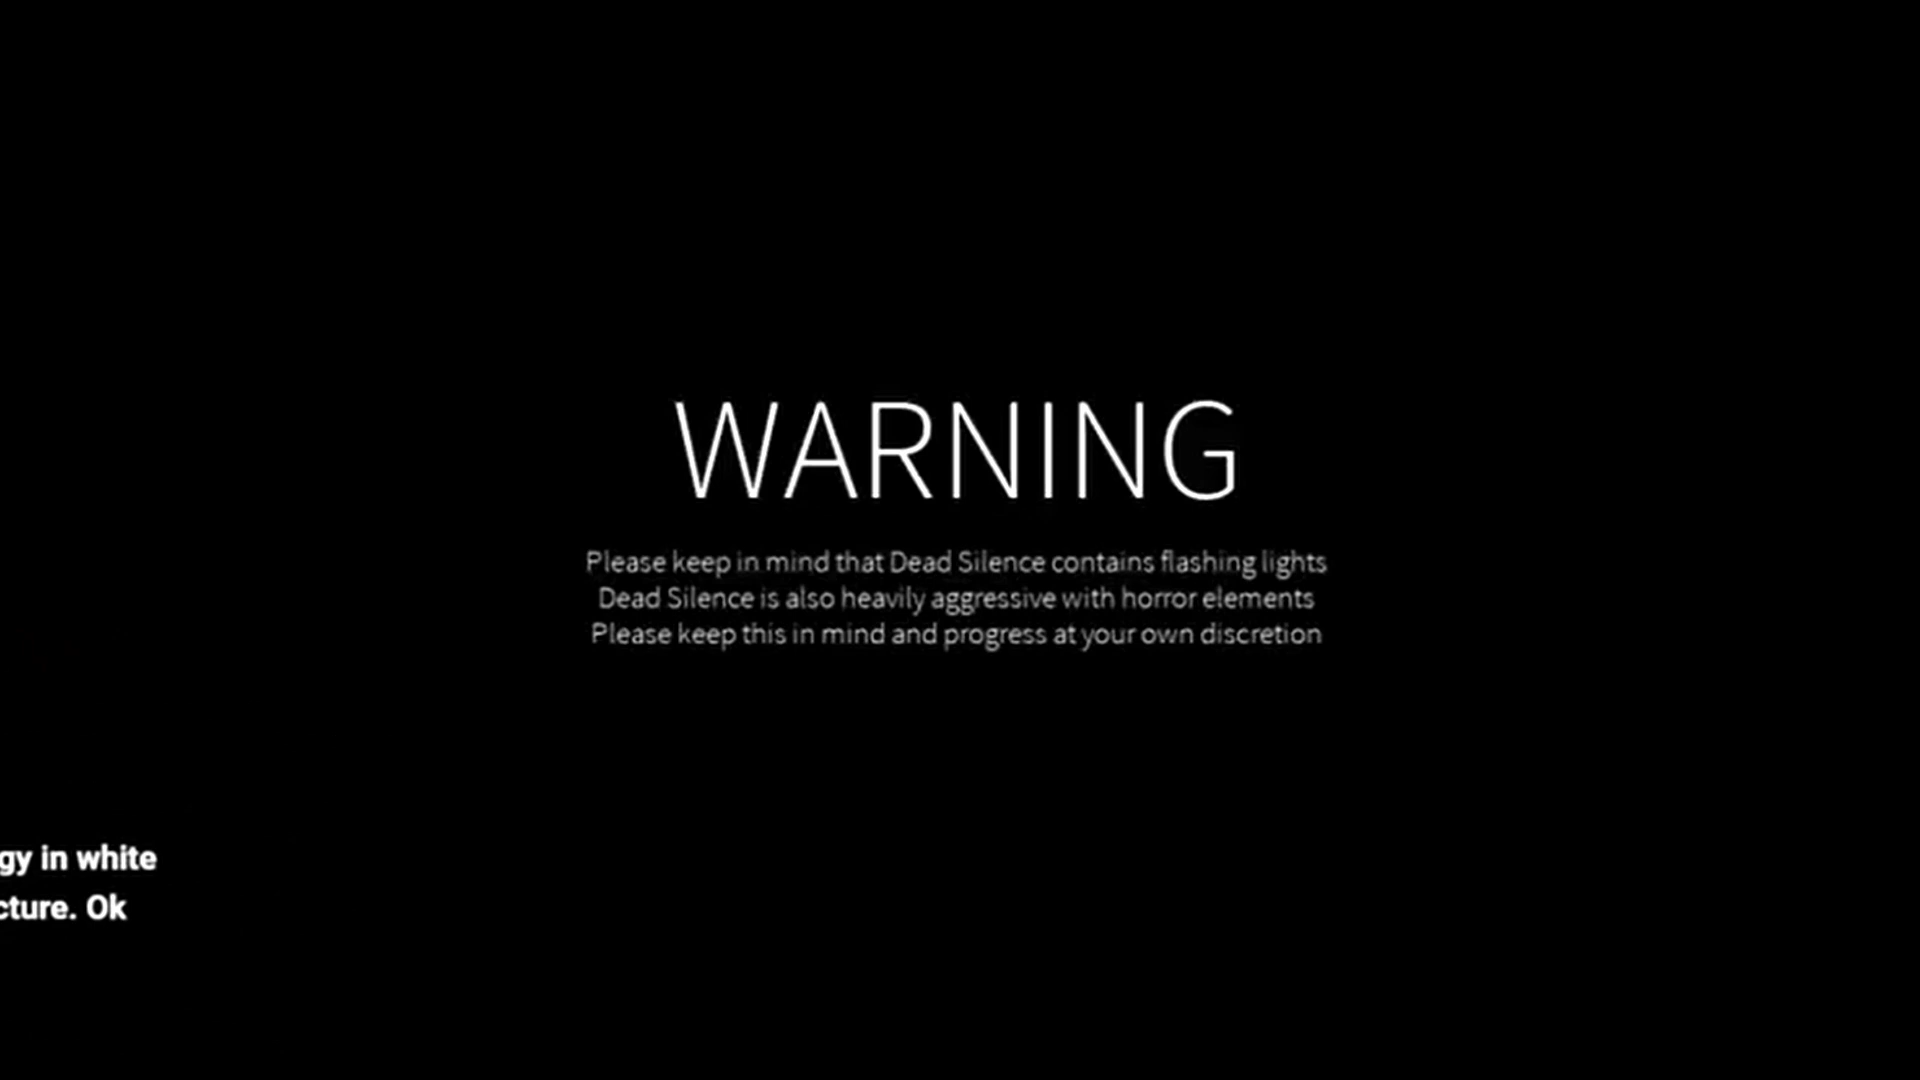 WARNING
Please keep in mind that Dead Silence contains flashing lights
Dead Silence is also heavily aggressive with horror elements
Please keep this in mind and progress at your own discretion
gy in white
cture. Ok